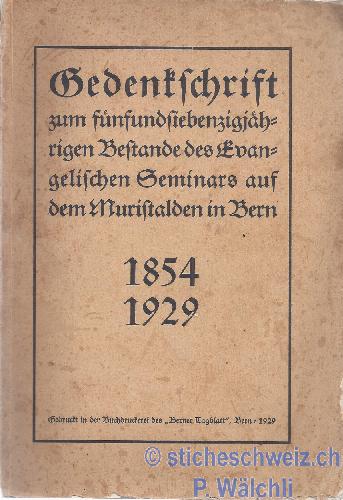 Gedenkschrift
zum fünfundsiebenzigjäh-
rigen Bestande des Evan-
gelischen Seminars auf
dem Muristalden in Bern
1854
1929
Gedruckt in der Buchdruckerei des „Berner Tagblatt“, Bern · 1929
© sticheschweiz.ch
P. Wälchli